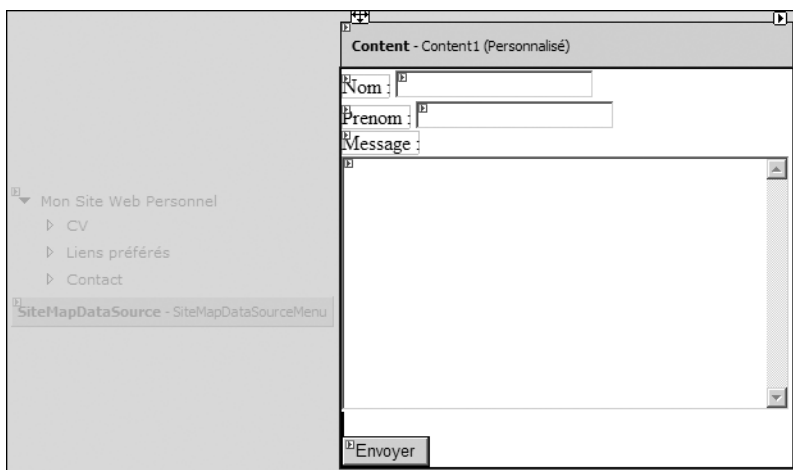 Content - Content1 (Personnalisé)
Nom :
Prenom :
Message :
Mon Site Web Personnel
CV
Liens préférés
Contact
SiteMapDataSource - SiteMapDataSourceMenu
Envoyer